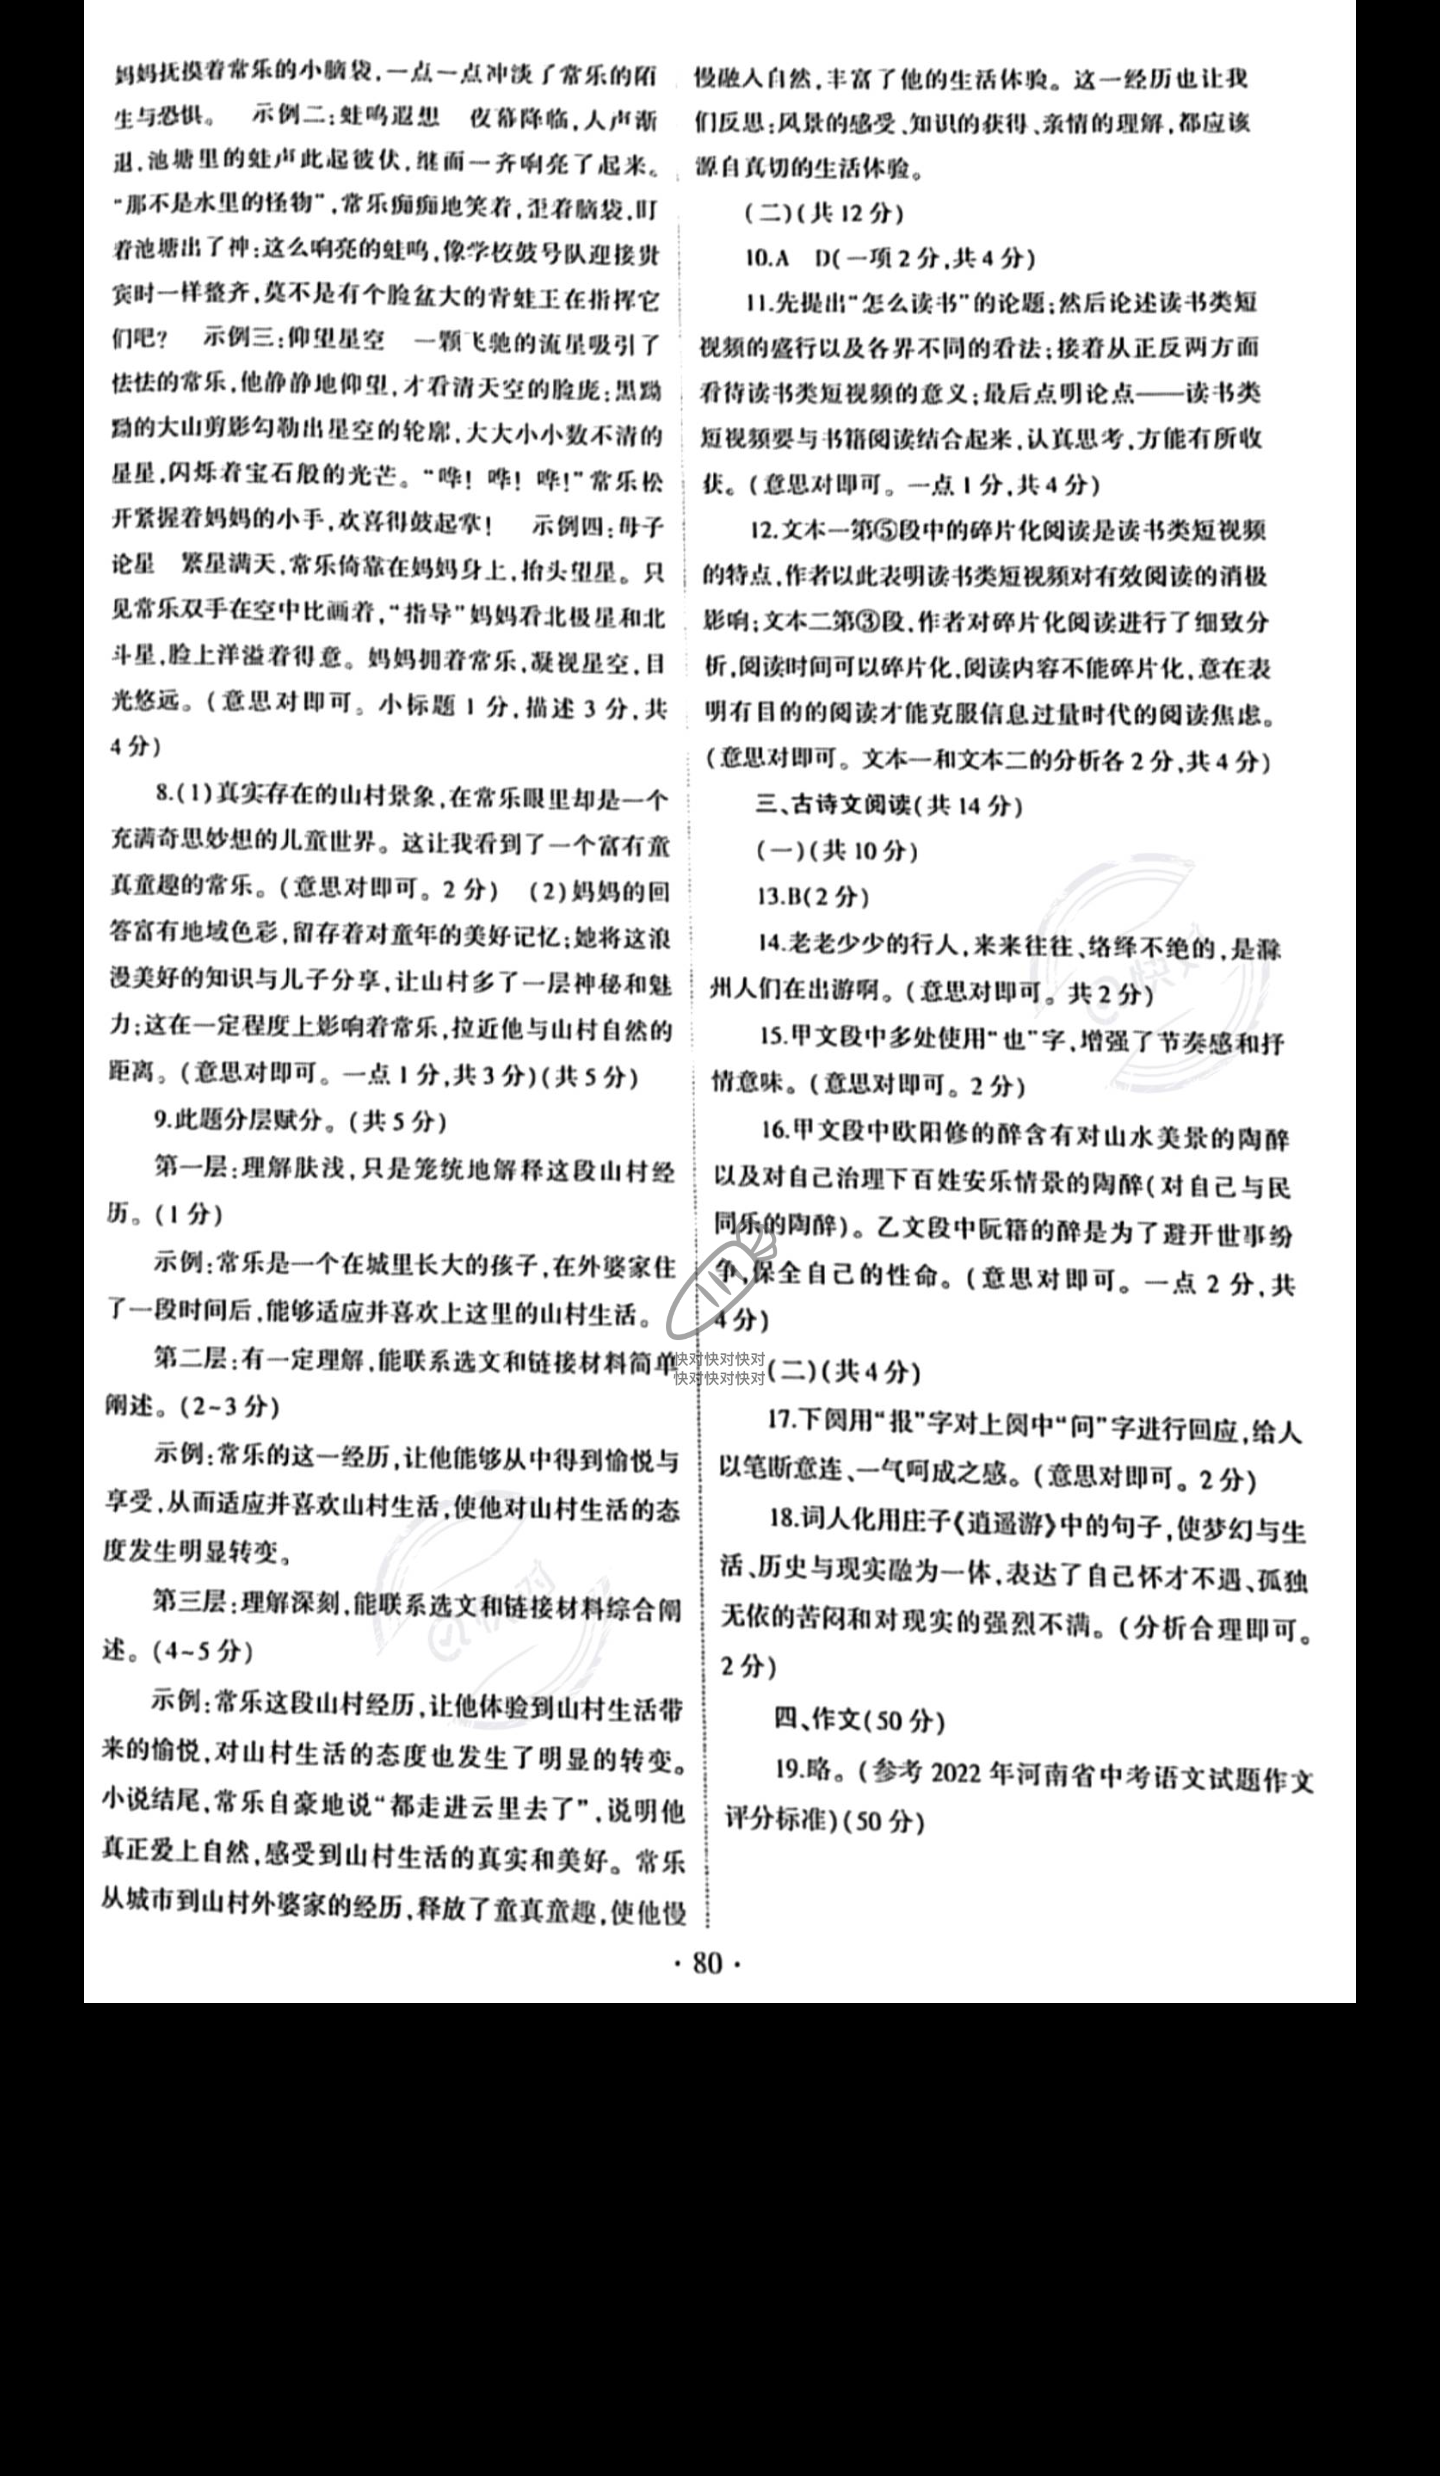 妈妈抚摸着常乐的小脑袋,一点一点冲淡了常乐的陌
生与恐惧。 示例二:蛙鸣遐想 夜幕降临,人声渐
退,池塘里的蛙声此起彼伏,继而一齐响亮了起来。
“那不是水里的怪物”,常乐痴痴地笑着,歪着脑袋,盯
着池塘出了神:这么响亮的蛙鸣,像学校鼓号队迎接贵
宾时一样整齐,莫不是有个脸盆大的青蛙王在指挥它
们吧? 示例三:仰望星空 一颗飞驰的流星吸引了
怯怯的常乐,他静静地仰望,才看清天空的脸庞:黑黝
黝的大山剪影勾勒出星空的轮廓,大大小小数不清的
星星,闪烁着宝石般的光芒。“哗! 哗! 哗!”常乐松
开紧握着妈妈的小手,欢喜得鼓起掌! 示例四:母子
论星 繁星满天,常乐倚靠在妈妈身上,抬头望星。只
见常乐双手在空中比画着,“指导”妈妈看北极星和北
斗星,脸上洋溢着得意。妈妈拥着常乐,凝视星空,目
光悠远。(意思对即可。小标题 1 分,描述 3 分,共
4 分)
8.(1)真实存在的山村景象,在常乐眼里却是一个
充满奇思妙想的儿童世界。这让我看到了一个富有童
真童趣的常乐。(意思对即可。2 分) (2)妈妈的回
答富有地域色彩,留存着对童年的美好记忆;她将这浪
漫美好的知识与儿子分享,让山村多了一层神秘和魅
力;这在一定程度上影响着常乐,拉近他与山村自然的
距离。(意思对即可。一点 1 分,共 3 分)(共 5 分)
9.此题分层赋分。(共 5 分)
第一层:理解肤浅,只是笼统地解释这段山村经
历。(1 分)
示例:常乐是一个在城里长大的孩子,在外婆家住
了一段时间后,能够适应并喜欢上这里的山村生活。
第二层:有一定理解,能联系选文和链接材料简单
阐述。(2~3 分)
示例:常乐的这一经历,让他能够从中得到愉悦与
享受,从而适应并喜欢山村生活,使他对山村生活的态
度发生明显转变。
第三层:理解深刻,能联系选文和链接材料综合阐
述。(4~5 分)
示例:常乐这段山村经历,让他体验到山村生活带
来的愉悦,对山村生活的态度也发生了明显的转变。
小说结尾,常乐自豪地说“都走进云里去了”,说明他
真正爱上自然,感受到山村生活的真实和美好。常乐
从城市到山村外婆家的经历,释放了童真童趣,使他慢
慢融入自然,丰富了他的生活体验。这一经历也让我
们反思:风景的感受、知识的获得、亲情的理解,都应该
源自真切的生活体验。
(二)(共 12 分)
10.A D(一项 2 分,共 4 分)
11.先提出“怎么读书”的论题;然后论述读书类短
视频的盛行以及各界不同的看法;接着从正反两方面
看待读书类短视频的意义;最后点明论点——读书类
短视频要与书籍阅读结合起来,认真思考,方能有所收
获。(意思对即可。一点 1 分,共 4 分)
12.文本一第⑤段中的碎片化阅读是读书类短视频
的特点,作者以此表明读书类短视频对有效阅读的消极
影响;文本二第③段,作者对碎片化阅读进行了细致分
析,阅读时间可以碎片化,阅读内容不能碎片化,意在表
明有目的的阅读才能克服信息过量时代的阅读焦虑。
(意思对即可。文本一和文本二的分析各 2 分,共 4 分)
三、古诗文阅读(共 14 分)
(一)(共 10 分)
13.B(2 分)
14.老老少少的行人,来来往往、络绎不绝的,是滁
州人们在出游啊。(意思对即可。共 2 分)
15.甲文段中多处使用“也”字,增强了节奏感和抒
情意味。(意思对即可。2 分)
16.甲文段中欧阳修的醉含有对山水美景的陶醉
以及对自己治理下百姓安乐情景的陶醉(对自己与民
同乐的陶醉)。乙文段中阮籍的醉是为了避开世事纷
争,保全自己的性命。(意思对即可。一点 2 分,共
4 分)
快对快对快对
快对快对快对
(二)(共 4 分)
17.下阕用“报”字对上阕中“问”字进行回应,给人
以笔断意连、一气呵成之感。(意思对即可。2 分)
18.词人化用庄子《逍遥游》中的句子,使梦幻与生
活、历史与现实融为一体,表达了自己怀才不遇、孤独
无依的苦闷和对现实的强烈不满。(分析合理即可。
2 分)
四、作文(50 分)
19.略。(参考 2022 年河南省中考语文试题作文
评分标准)(50 分)
· 80 ·